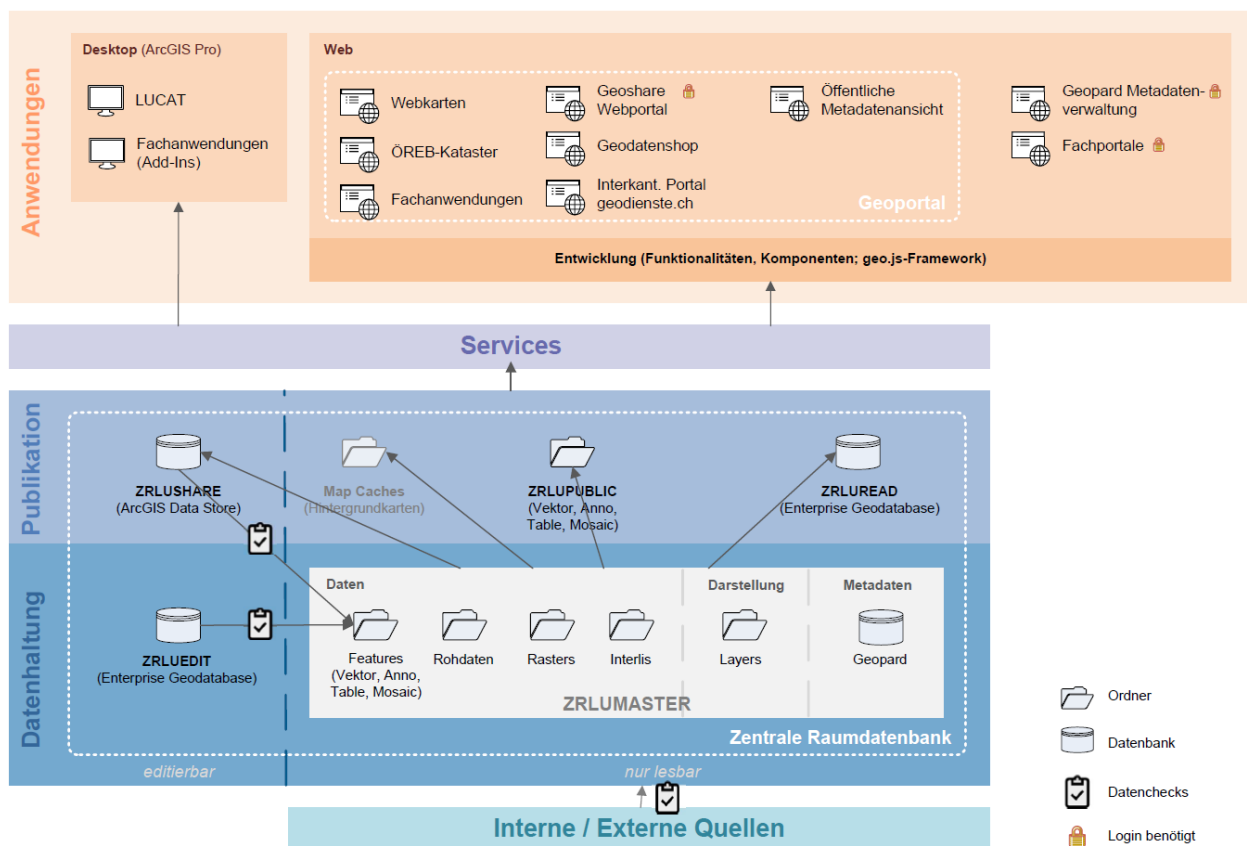 Anwendungen
Desktop (ArcGIS Pro)
LUCAT
Fachanwendungen
(Add-Ins)
Web
Webkarten
ÖREB-Kataster
Fachanwendungen
Geoshare
Webportal
Geodatenshop
Interkant. Portal
geodienste.ch
Öffentliche
Metadatenansicht
Geoportal
Geopard Metadaten-
verwaltung
Fachportale
Entwicklung (Funktionalitäten, Komponenten; geo.js-Framework)
Services
Publikation
ZRLUSHARE
(ArcGIS Data Store)
Map Caches
(Hintergrundkarten)
ZRLUPUBLIC
(Vektor, Anno,
Table, Mosaic)
ZRLUREAD
(Enterprise Geodatabase)
Datenhaltung
ZRLUEDIT
(Enterprise Geodatabase)
Daten
Darstellung
Metadaten
Features
(Vektor, Anno,
Table, Mosaic)
Rohdaten
Rasters
Interlis
Layers
Geopard
ZRLUMASTER
Zentrale Raumdatenbank
editierbar
nur lesbar
Interne / Externe Quellen
Ordner
Datenbank
Datenchecks
Login benötigt